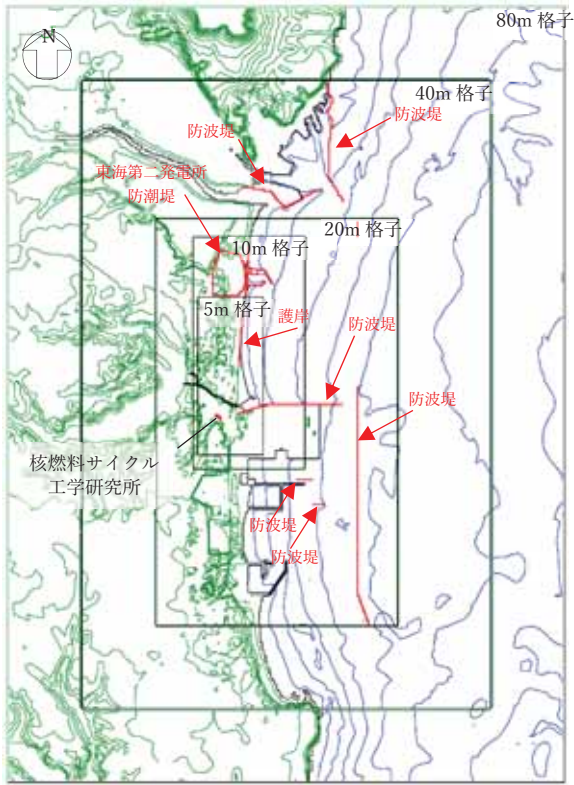 80m 格子
N
40m 格子
防波堤
防波堤
東海第二発電所
防潮堤
20m 格子
10m 格子
5m 格子
護岸
防波堤
防波堤
核燃料サイクル
工学研究所
防波堤
防波堤